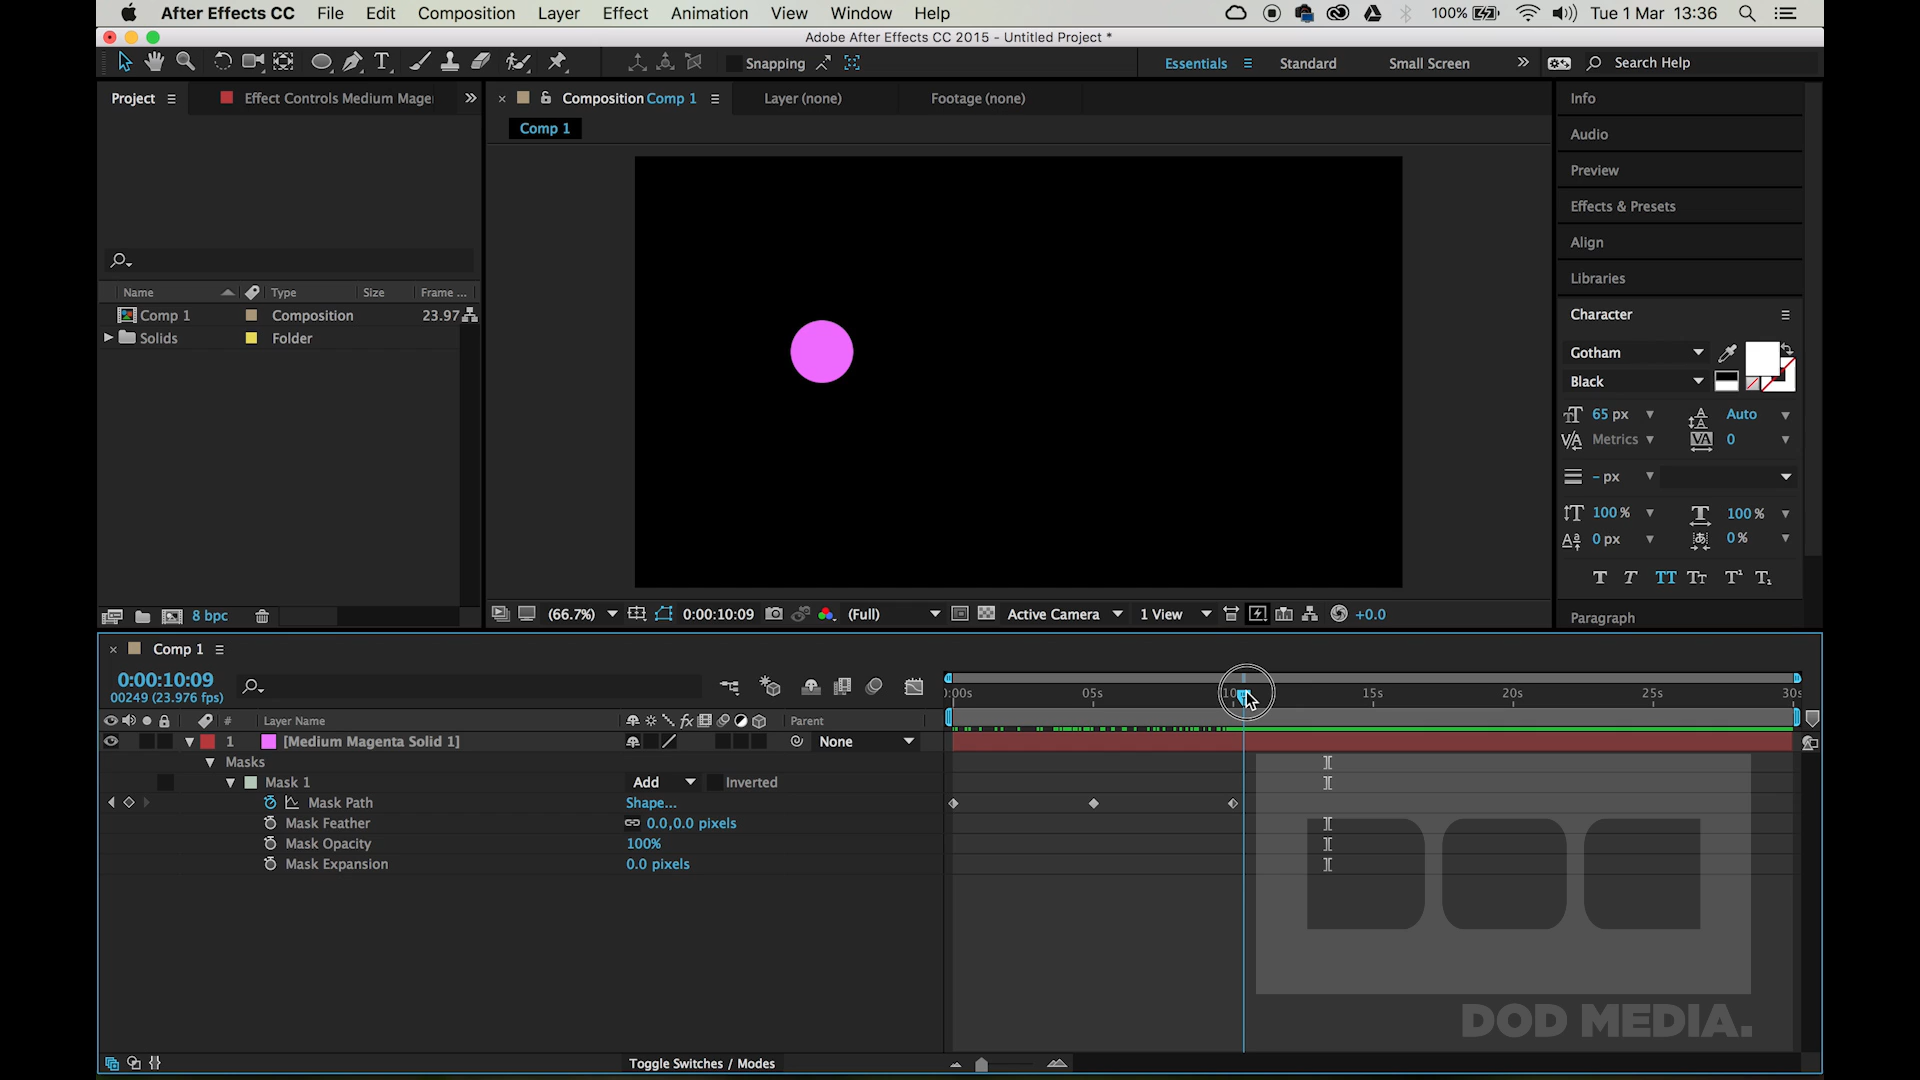 After Effects CC File Edit Composition Layer Effect Animation View Window Help 100% Tue 1 Mar 13:36
Adobe After Effects CC 2015 - Untitled Project *
Snapping Essentials Standard Small Screen Search Help
Project Effect Controls Medium Mage Composition Comp 1 Layer (none) Footage (none) Info
Comp 1
Audio
Preview
Effects & Presets
Align
Libraries
Name Type Size Frame ...
Comp 1 Composition 23.97
Solids Folder
Character
Gotham
Black
65 px Auto
Metrics 0
- px
100 % 100 %
0 px 0 %
Paragraph
8 bpc (66.7%) 0:00:10:09 (Full) Active Camera 1 View +0.0
Comp 1
0:00:10:09
00249 (23.976 fps)
0:00s 05s 10s 15s 20s 25s 30s
# Layer Name Parent
1 [Medium Magenta Solid 1] None
Masks
Mask 1 Add Inverted
Mask Path Shape...
Mask Feather 0.0,0.0 pixels
Mask Opacity 100%
Mask Expansion 0.0 pixels
DOD MEDIA.
Toggle Switches / Modes